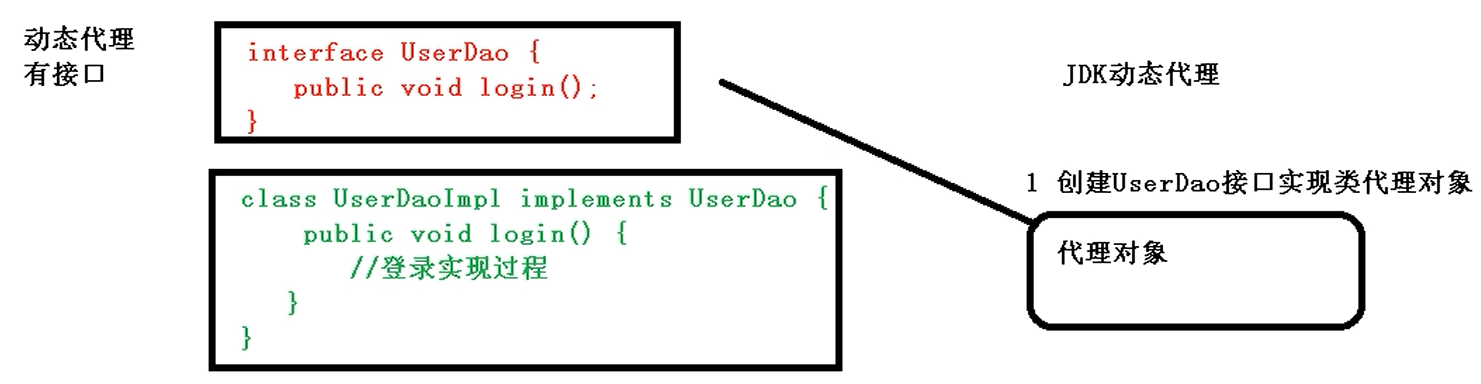 动态代理
有接口
interface UserDao {
public void login();
}
class UserDaoImpl implements UserDao {
public void login() {
//登录实现过程
}
}
JDK动态代理
1 创建UserDao接口实现类代理对象
代理对象